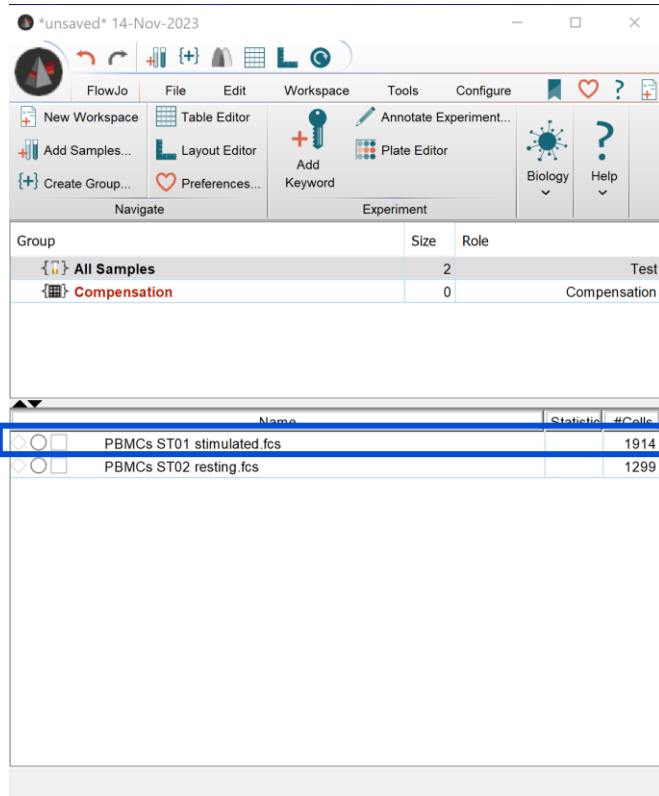 *unsaved* 14-Nov-2023
FlowJo File Edit Workspace Tools Configure
New Workspace Table Editor Annotate Experiment...
Add Samples... Layout Editor Plate Editor
Create Group... Preferences... Add Keyword Biology Help
Navigate Experiment
Group Size Role
All Samples 2 Test
Compensation 0 Compensation
Name Statistic #Cells
PBMCs ST01 stimulated.fcs 1914
PBMCs ST02 resting.fcs 1299